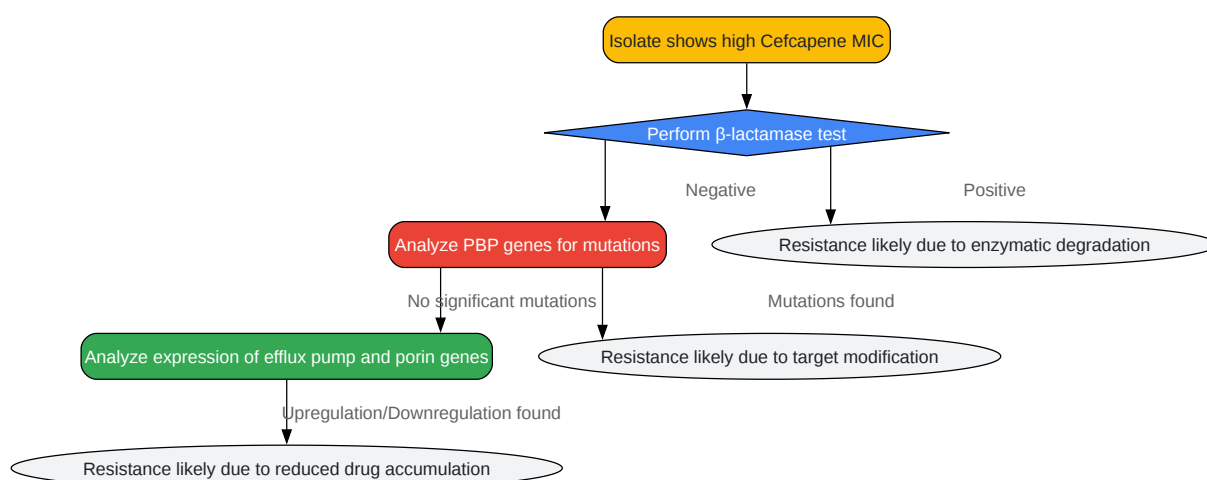 Isolate shows high Cefcapene MIC
Perform β-lactamase test
Negative
Positive
Analyze PBP genes for mutations
Resistance likely due to enzymatic degradation
No significant mutations
Mutations found
Analyze expression of efflux pump and porin genes
Resistance likely due to target modification
Upregulation/Downregulation found
Resistance likely due to reduced drug accumulation